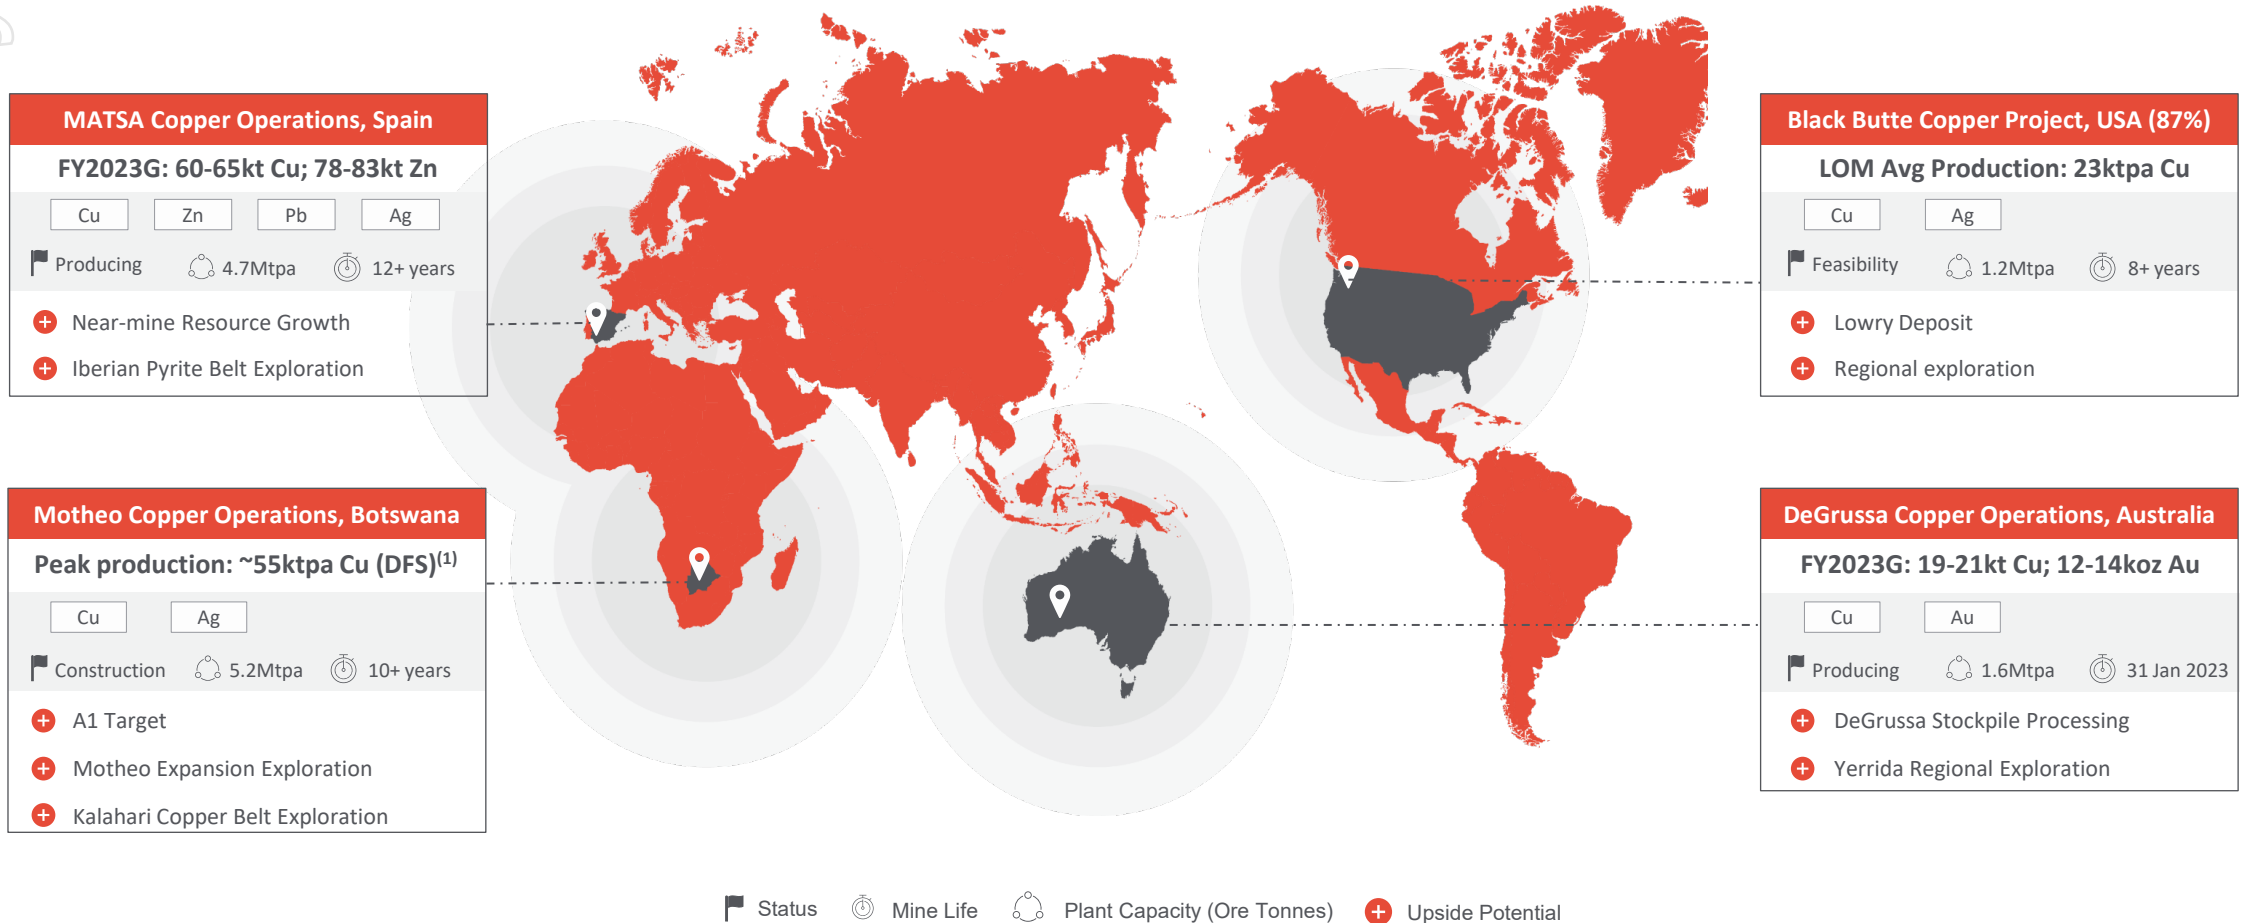 MATSA Copper Operations, Spain
FY2023G: 60-65kt Cu; 78-83kt Zn
Cu Zn Pb Ag
Producing 4.7Mtpa 12+ years
Near-mine Resource Growth
Iberian Pyrite Belt Exploration
Motheo Copper Operations, Botswana
Peak production: ~55ktpa Cu (DFS)(1)
Cu Ag
Construction 5.2Mtpa 10+ years
A1 Target
Motheo Expansion Exploration
Kalahari Copper Belt Exploration
Black Butte Copper Project, USA (87%)
LOM Avg Production: 23ktpa Cu
Cu Ag
Feasibility 1.2Mtpa 8+ years
Lowry Deposit
Regional exploration
DeGrussa Copper Operations, Australia
FY2023G: 19-21kt Cu; 12-14koz Au
Cu Au
Producing 1.6Mtpa 31 Jan 2023
DeGrussa Stockpile Processing
Yerrida Regional Exploration
Status Mine Life Plant Capacity (Ore Tonnes) Upside Potential